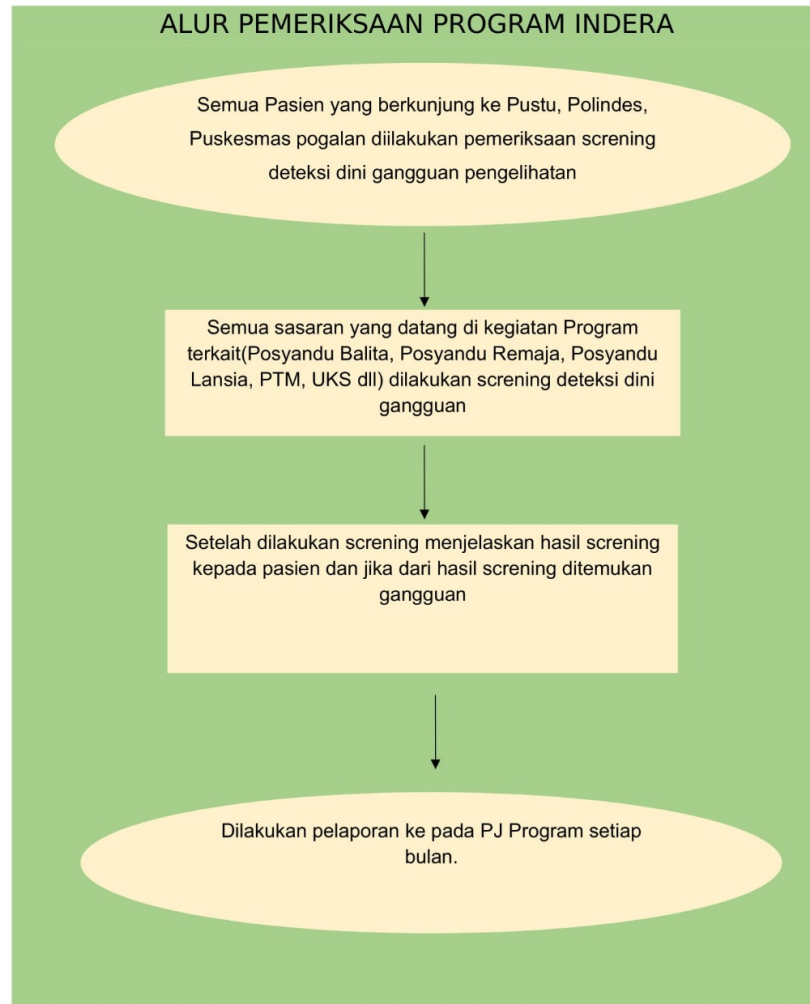 ALUR PEMERIKSAAN PROGRAM INDERA
Semua Pasien yang berkunjung ke Pustu, Polindes,
Puskesmas pogalan diilakukan pemeriksaan screning
deteksi dini gangguan pengelihatan
Semua sasaran yang datang di kegiatan Program
terkait(Posyandu Balita, Posyandu Remaja, Posyandu
Lansia, PTM, UKS dll) dilakukan screning deteksi dini
gangguan
Setelah dilakukan screning menjelaskan hasil screning
kepada pasien dan jika dari hasil screning ditemukan
gangguan
Dilakukan pelaporan ke pada PJ Program setiap
bulan.